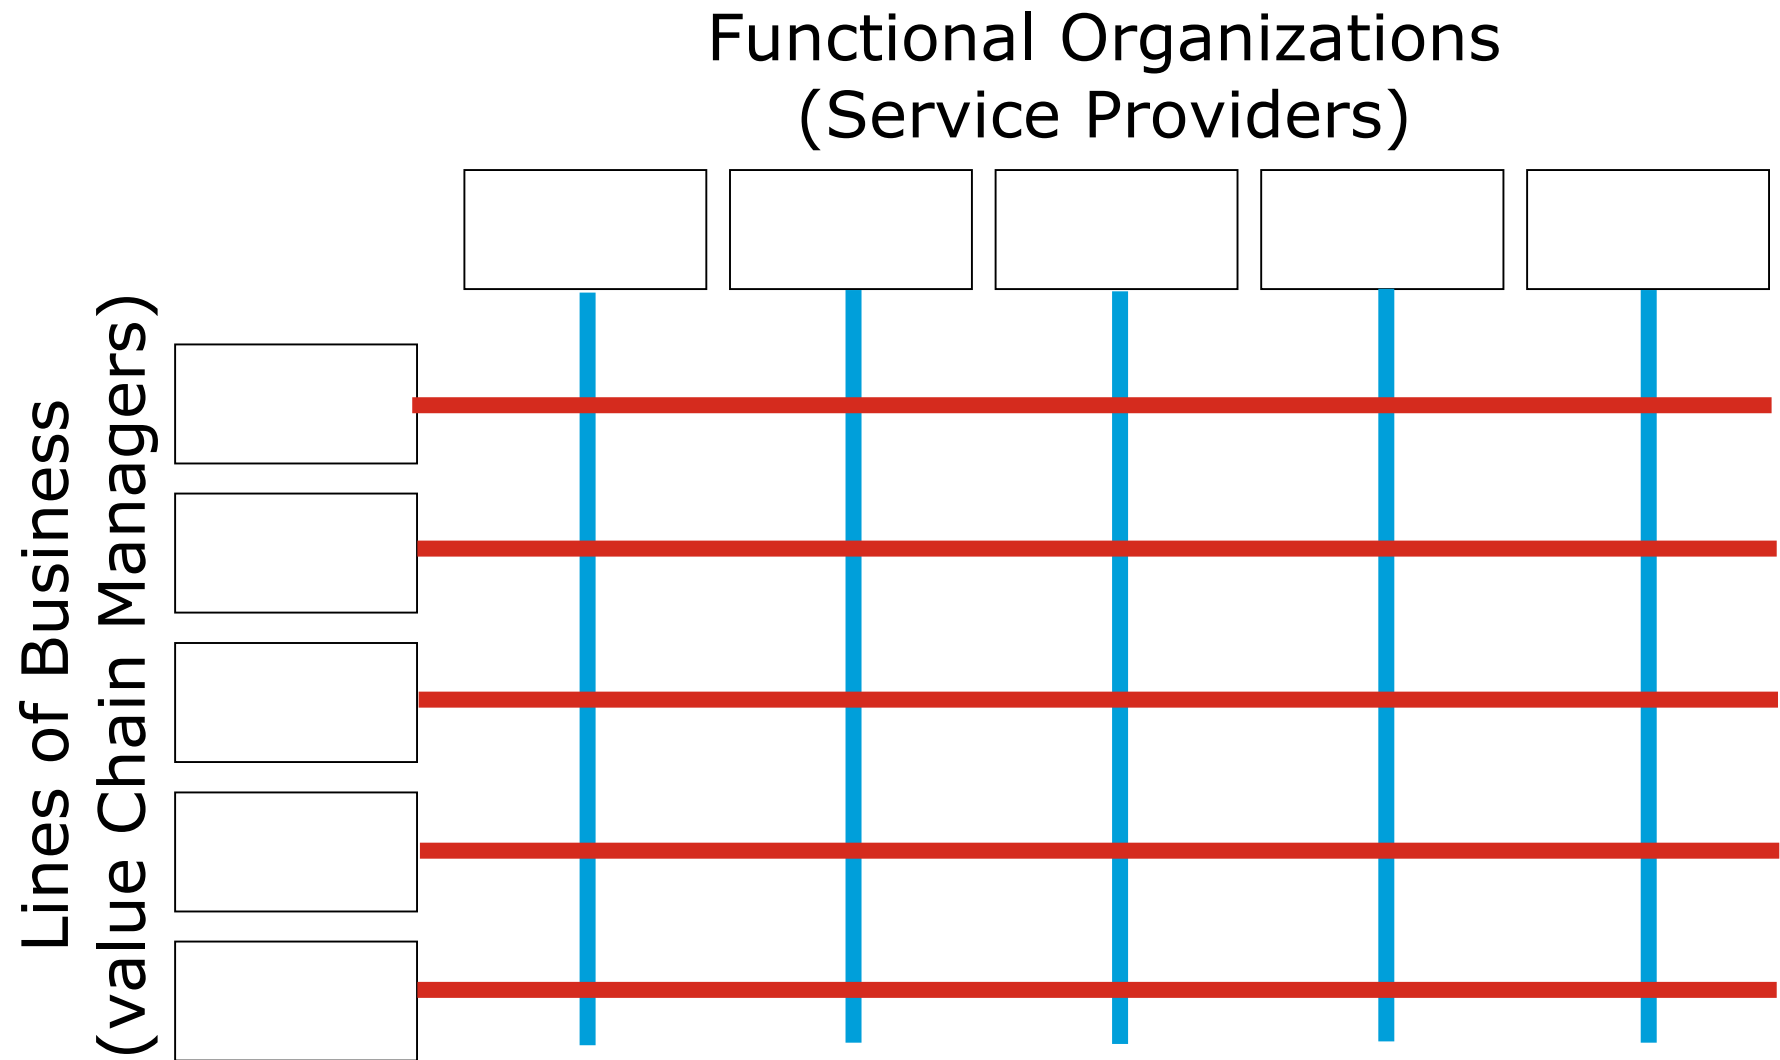 Functional Organizations
(Service Providers)
Lines of Business
(value Chain Managers)